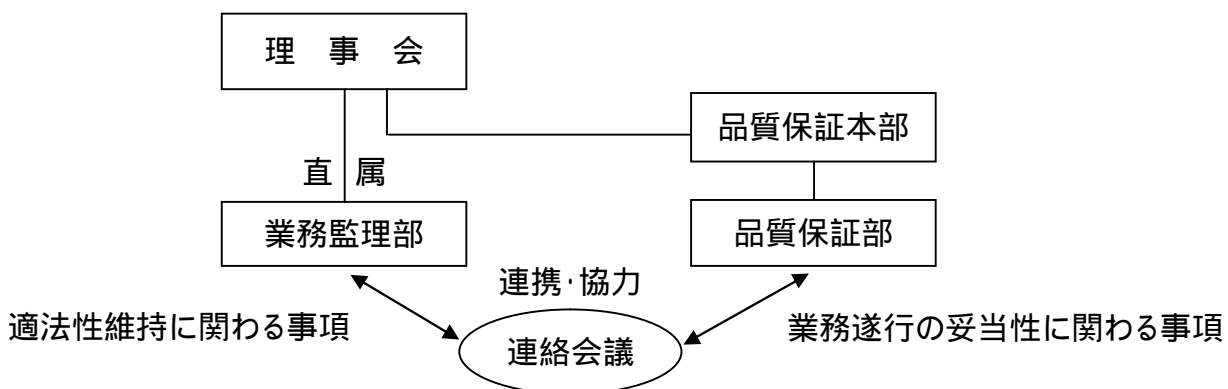 理 事 会
品質保証本部
直 属
業務監理部
品質保証部
連携・協力
適法性維持に関わる事項
業務遂行の妥当性に関わる事項
連絡会議